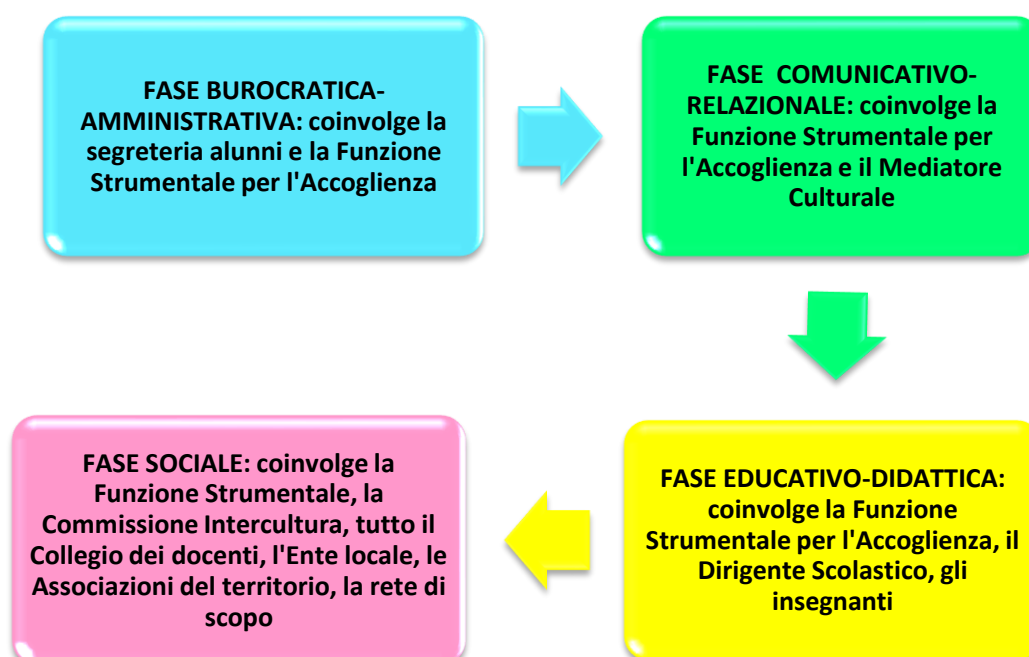 FASE BUROCRATICA-
AMMINISTRATIVA: coinvolge la
segreteria alunni e la Funzione
Strumentale per l'Accoglienza
FASE COMUNICATIVO-
RELAZIONALE: coinvolge la
Funzione Strumentale per
l'Accoglienza e il Mediatore
Culturale
FASE EDUCATIVO-DIDATTICA:
coinvolge la Funzione
Strumentale per l'Accoglienza, il
Dirigente Scolastico, gli
insegnanti
FASE SOCIALE: coinvolge la
Funzione Strumentale, la
Commissione Intercultura, tutto il
Collegio dei docenti, l'Ente locale, le
Associazioni del territorio, la rete di
scopo